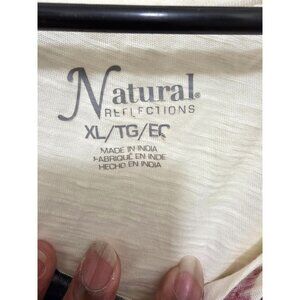 Natural®
REFLECTIONS
XL/TG/EG
MADE IN INDIA
FABRIQUÉ EN INDE
HECHO EN INDIA